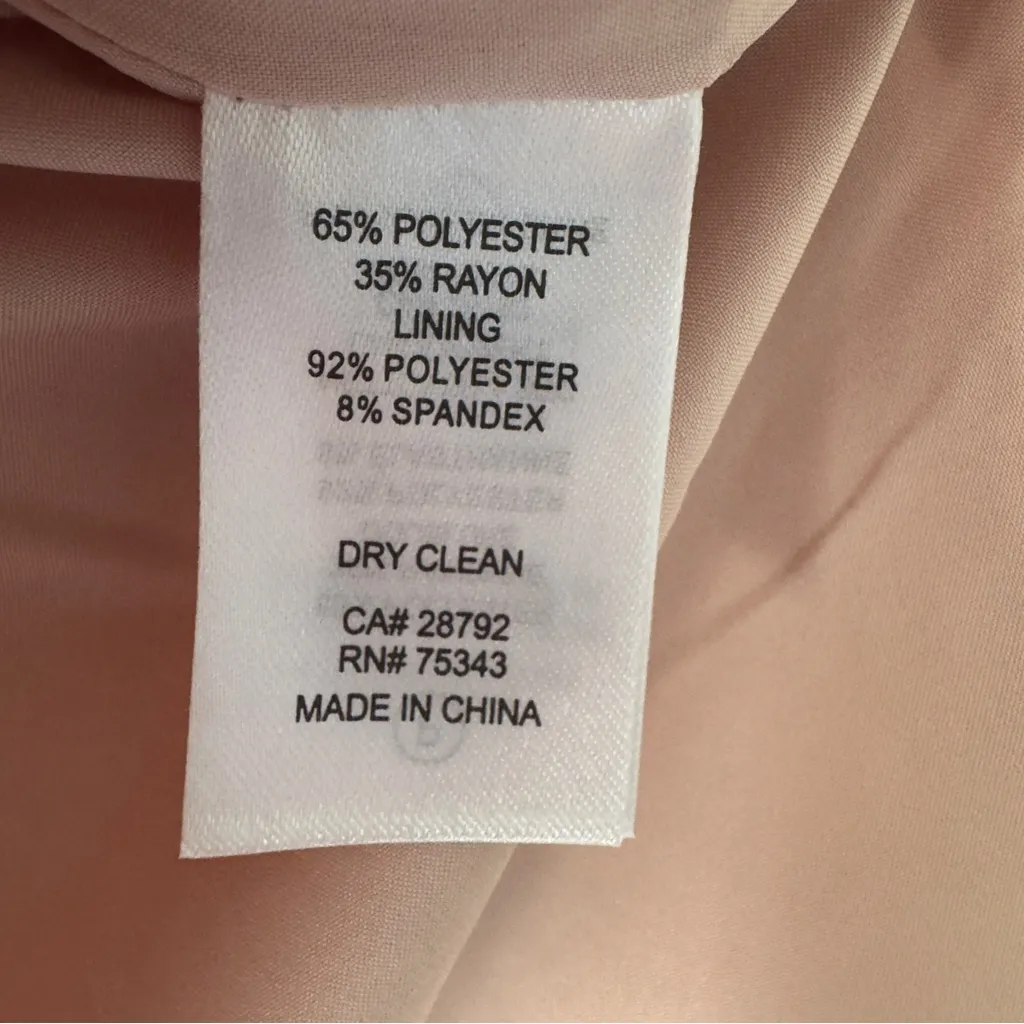 65% POLYESTER
35% RAYON
LINING
92% POLYESTER
8% SPANDEX
DRY CLEAN
CA# 28792
RN# 75343
MADE IN CHINA